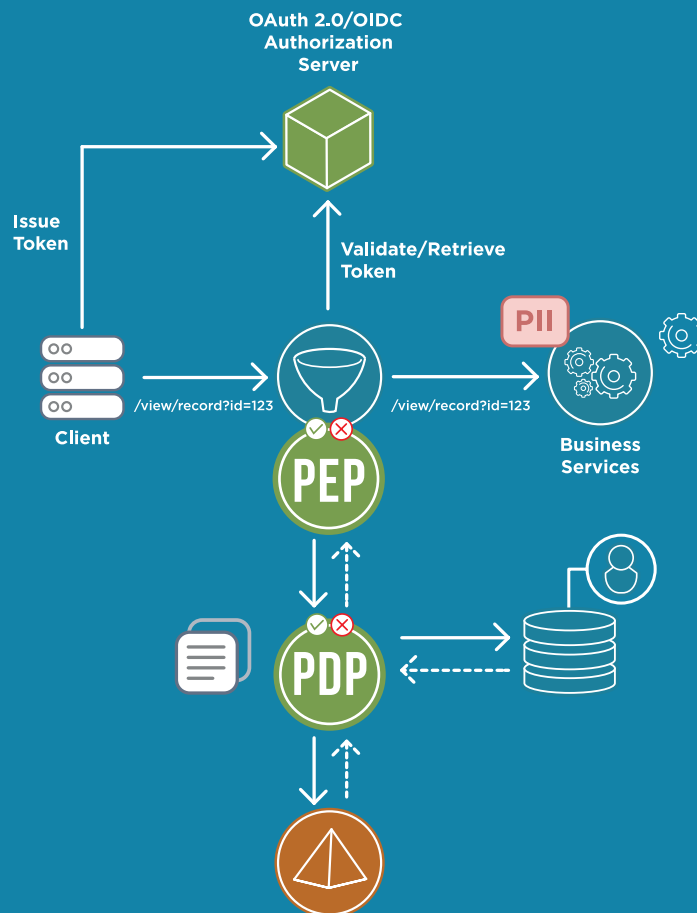 OAuth 2.0/OIDC
Authorization
Server
Issue
Token
Validate/Retrieve
Token
PII
/view/record?id=123
/view/record?id=123
Client
Business
Services
PEP
PDP